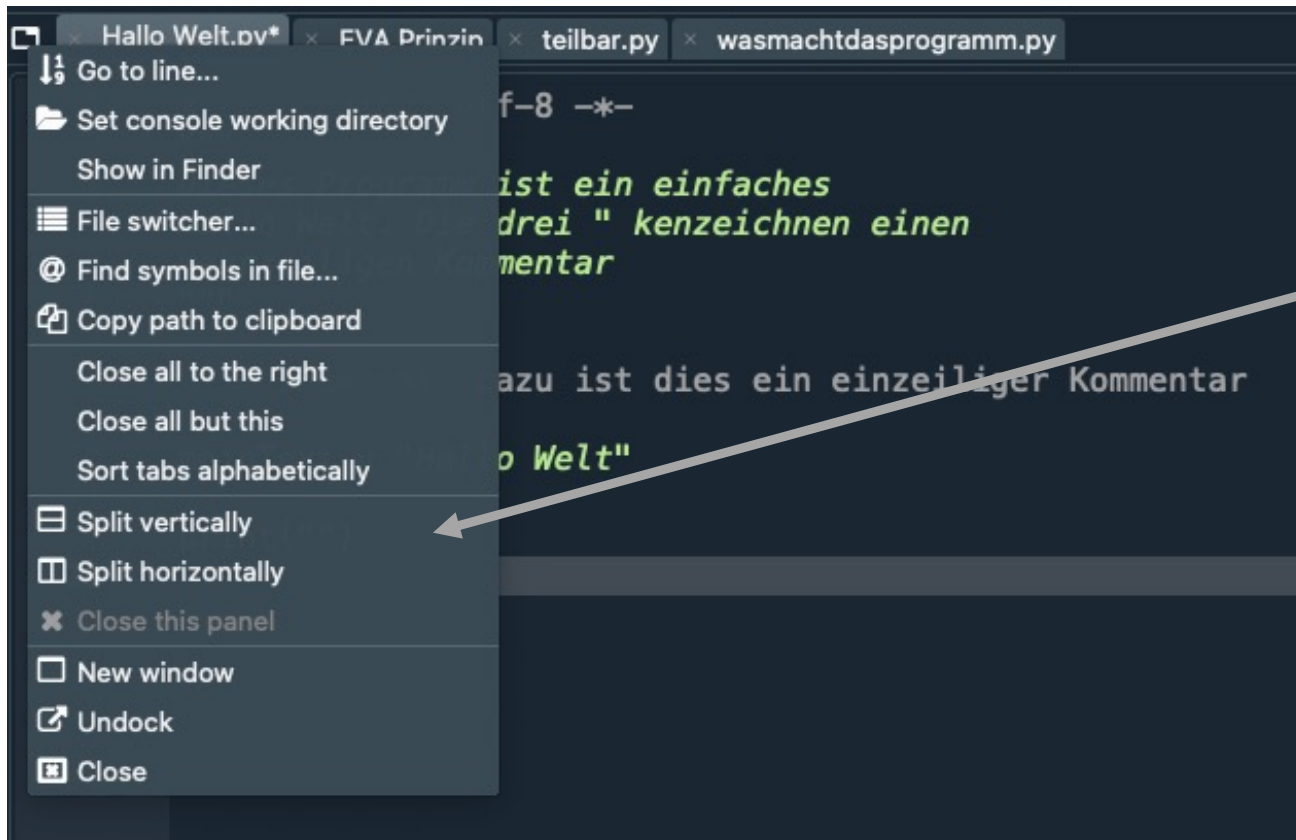 Hallo Welt.py* EVA Prinzip teilbar.py wasmachtdasprogramm.py
Go to line...
f-8 -*-
Set console working directory
Show in Finder
ist ein einfaches
File switcher...
drei " kenzeichnen einen
Find symbols in file...
mentar
Copy path to clipboard
Close all to the right
azu ist dies ein einzeiliger Kommentar
Close all but this
Sort tabs alphabetically
o Welt"
Split vertically
Split horizontally
Close this panel
New window
Undock
Close